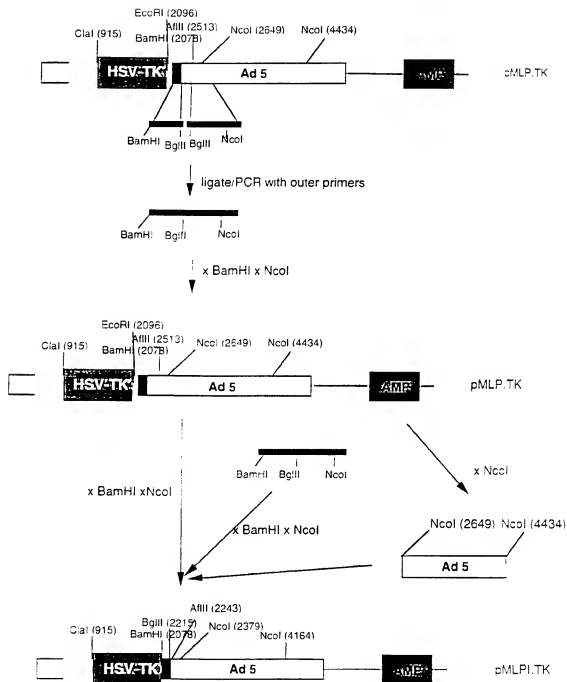 EcoRI (2096)
ClaI (915)
AflII (2513)
BamHI (2078)
NcoI (2649)
NcoI (4434)
HSV-TK
Ad 5
AMP
pMLP.TK
BamHI
BglII
BglII
NcoI
ligate/PCR with outer primers
BamHI
BglII
NcoI
x BamHI x NcoI
EcoRI (2096)
ClaI (915)
AflII (2513)
BamHI (2078)
NcoI (2649)
NcoI (4434)
HSV-TK
Ad 5
AMP
pMLP.TK
BamHI
BglII
NcoI
x NcoI
x BamHI xNcoI
x BamHI x NcoI
NcoI (2649) NcoI (4434)
Ad 5
AflII (2243)
BglII (2215)
ClaI (915)
BamHI (2078)
NcoI (2379)
NcoI (4164)
HSV-TK
Ad 5
AMP
pMLPI.TK